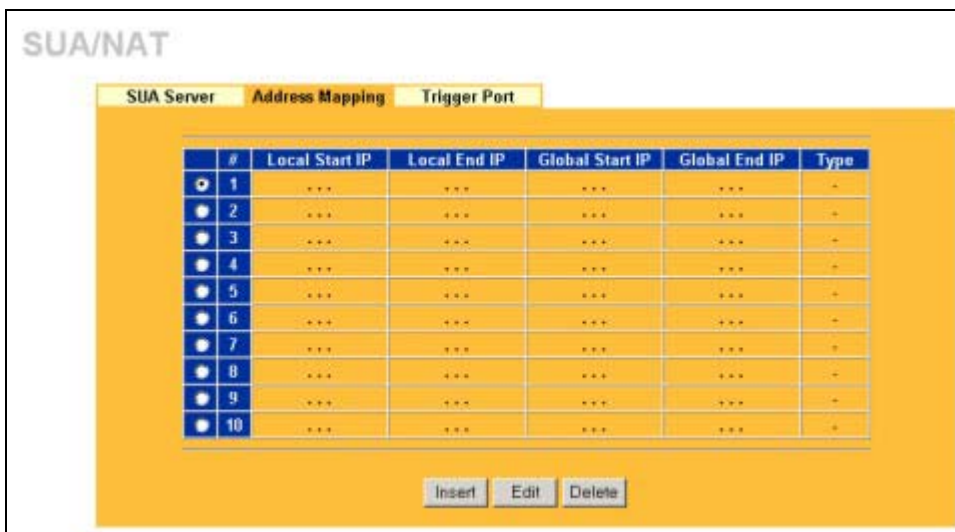 SUA/NAT
SUA Server Address Mapping Trigger Port
# Local Start IP Local End IP Global Start IP Global End IP Type
1 ... ... ... ... -
2 ... ... ... ... -
3 ... ... ... ... -
4 ... ... ... ... -
5 ... ... ... ... -
6 ... ... ... ... -
7 ... ... ... ... -
8 ... ... ... ... -
9 ... ... ... ... -
10 ... ... ... ... -
Insert Edit Delete